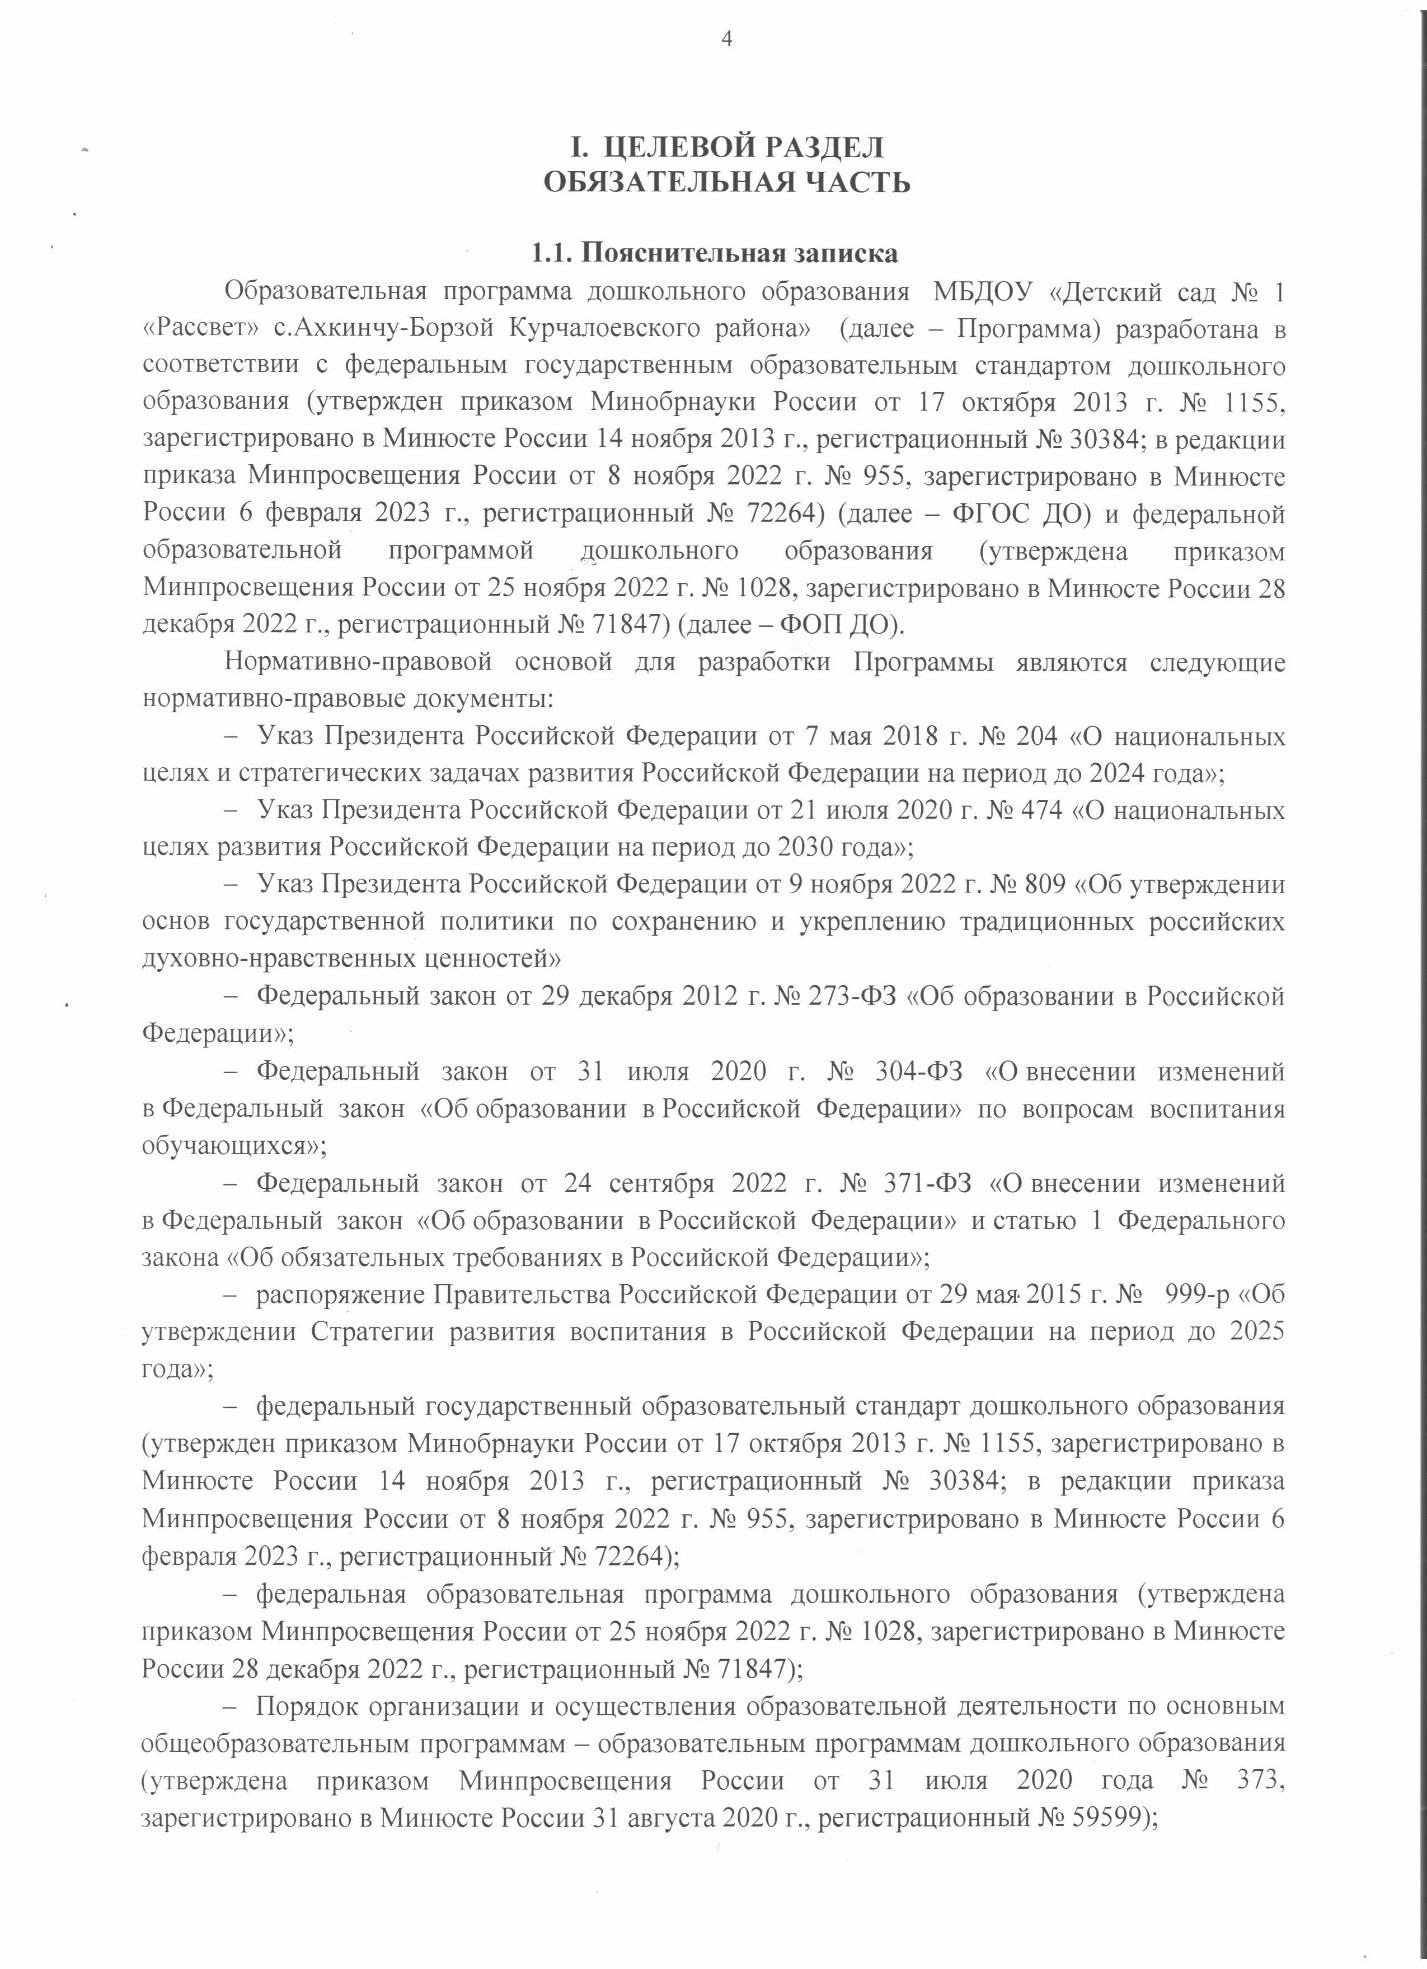 4
I. ЦЕЛЕВОЙ РАЗДЕЛ
ОБЯЗАТЕЛЬНАЯ ЧАСТЬ
1.1. Пояснительная записка
Образовательная программа дошкольного образования МБДОУ «Детский сад № 1
«Рассвет» с.Ахкинчу-Борзой Курчалоевского района» (далее – Программа) разработана в
соответствии с федеральным государственным образовательным стандартом дошкольного
образования (утвержден приказом Минобрнауки России от 17 октября 2013 г. № 1155,
зарегистрировано в Минюсте России 14 ноября 2013 г., регистрационный № 30384; в редакции
приказа Минпросвещения России от 8 ноября 2022 г. № 955, зарегистрировано в Минюсте
России 6 февраля 2023 г., регистрационный № 72264) (далее – ФГОС ДО) и федеральной
образовательной программой дошкольного образования (утверждена приказом
Минпросвещения России от 25 ноября 2022 г. № 1028, зарегистрировано в Минюсте России 28
декабря 2022 г., регистрационный № 71847) (далее – ФОП ДО).
Нормативно-правовой основой для разработки Программы являются следующие
нормативно-правовые документы:
– Указ Президента Российской Федерации от 7 мая 2018 г. № 204 «О национальных
целях и стратегических задачах развития Российской Федерации на период до 2024 года»;
– Указ Президента Российской Федерации от 21 июля 2020 г. № 474 «О национальных
целях развития Российской Федерации на период до 2030 года»;
– Указ Президента Российской Федерации от 9 ноября 2022 г. № 809 «Об утверждении
основ государственной политики по сохранению и укреплению традиционных российских
духовно-нравственных ценностей»
– Федеральный закон от 29 декабря 2012 г. № 273-ФЗ «Об образовании в Российской
Федерации»;
– Федеральный закон от 31 июля 2020 г. № 304-ФЗ «О внесении изменений
в Федеральный закон «Об образовании в Российской Федерации» по вопросам воспитания
обучающихся»;
– Федеральный закон от 24 сентября 2022 г. № 371-ФЗ «О внесении изменений
в Федеральный закон «Об образовании в Российской Федерации» и статью 1 Федерального
закона «Об обязательных требованиях в Российской Федерации»;
– распоряжение Правительства Российской Федерации от 29 мая 2015 г. № 999-р «Об
утверждении Стратегии развития воспитания в Российской Федерации на период до 2025
года»;
– федеральный государственный образовательный стандарт дошкольного образования
(утвержден приказом Минобрнауки России от 17 октября 2013 г. № 1155, зарегистрировано в
Минюсте России 14 ноября 2013 г., регистрационный № 30384; в редакции приказа
Минпросвещения России от 8 ноября 2022 г. № 955, зарегистрировано в Минюсте России 6
февраля 2023 г., регистрационный № 72264);
– федеральная образовательная программа дошкольного образования (утверждена
приказом Минпросвещения России от 25 ноября 2022 г. № 1028, зарегистрировано в Минюсте
России 28 декабря 2022 г., регистрационный № 71847);
– Порядок организации и осуществления образовательной деятельности по основным
общеобразовательным программам – образовательным программам дошкольного образования
(утверждена приказом Минпросвещения России от 31 июля 2020 года № 373,
зарегистрировано в Минюсте России 31 августа 2020 г., регистрационный № 59599);